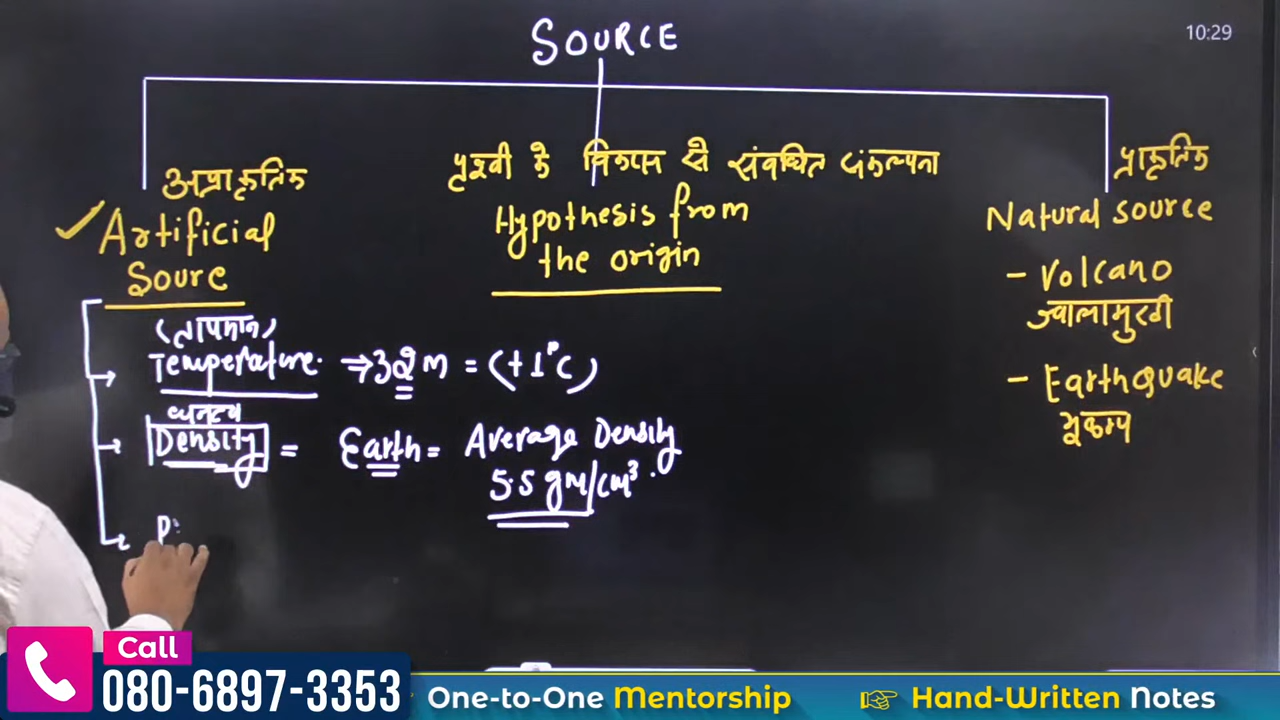 SOURCE
10:29
अप्राकृतिक
Artificial
Soure
पृथ्वी के विकास से संबंधित संकल्पना
Hypothesis from
the origin
प्राकृतिक
Natural source
- Volcano
ज्वालामुखी
- Earthquake
भूकम्प
(तापमान)
Temperature. ⇒ 32m = (+1°C)
घनत्व
Density = Earth = Average Density
5.5 gm/cm³.
P
Call
080-6897-3353
One-to-One Mentorship
Hand-Written Notes